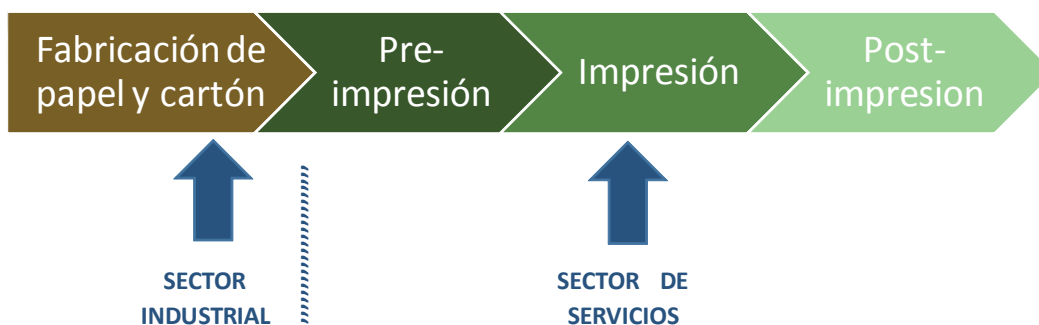 Fabricación de
papel y cartón
Pre-
impresión
Impresión
Post-
impresion
SECTOR
INDUSTRIAL
SECTOR DE
SERVICIOS